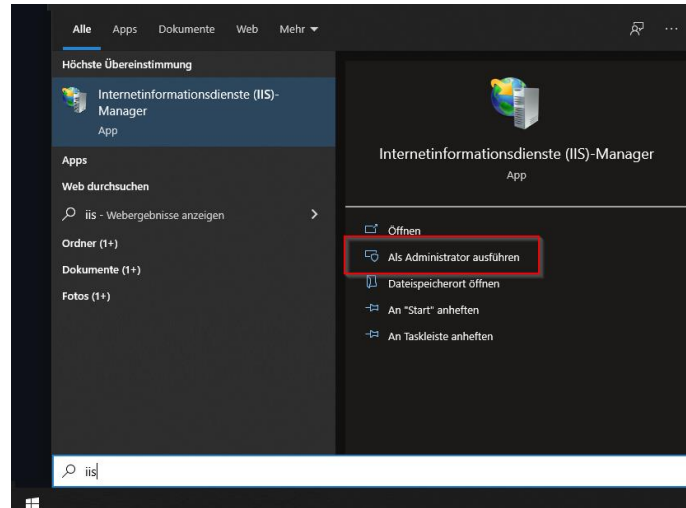 Alle Apps Dokumente Web Mehr
Höchste Übereinstimmung
Internetinformationsdienste (IIS)-
Manager
App
Apps
Web durchsuchen
iis - Webergebnisse anzeigen
Ordner (1+)
Dokumente (1+)
Fotos (1+)
Internetinformationsdienste (IIS)-Manager
App
Öffnen
Als Administrator ausführen
Dateispeicherort öffnen
An "Start" anheften
An Taskleiste anheften
iis